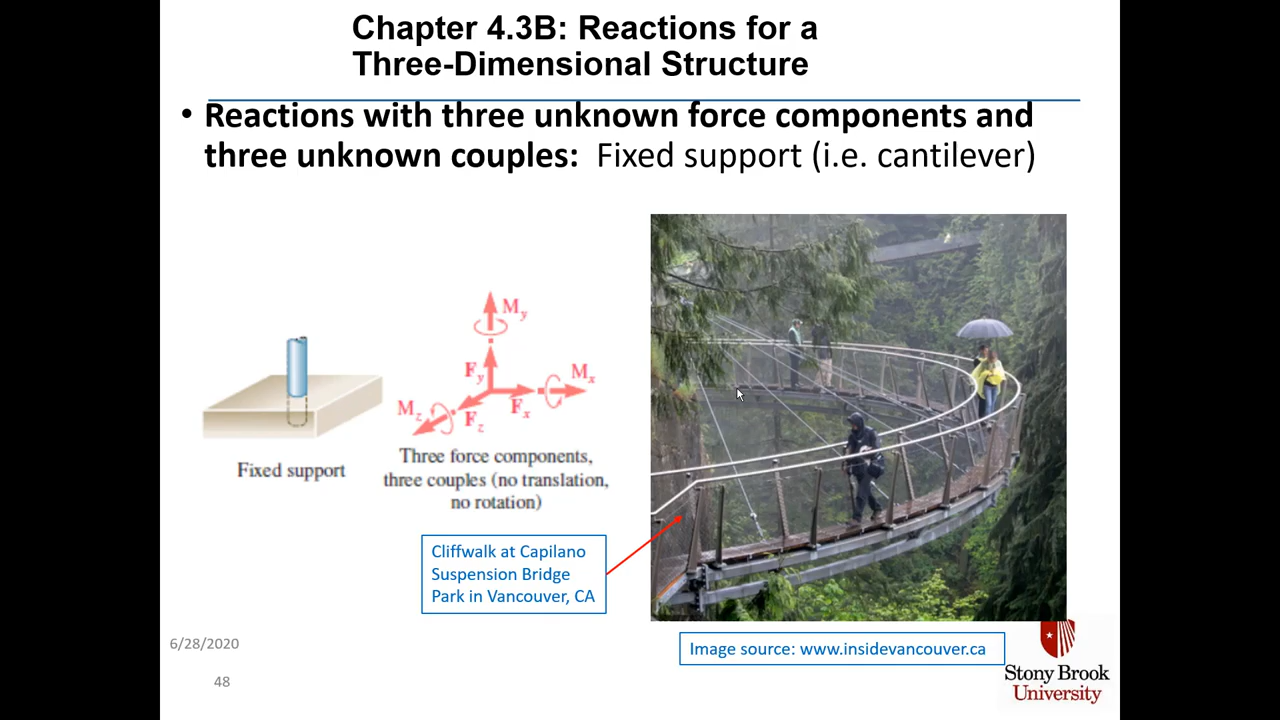 Chapter 4.3B: Reactions for a
Three-Dimensional Structure
• Reactions with three unknown force components and
three unknown couples: Fixed support (i.e. cantilever)
My
Fy
Mx
Mz
Fz
Fx
Fixed support
Three force components,
three couples (no translation,
no rotation)
Cliffwalk at Capilano
Suspension Bridge
Park in Vancouver, CA
6/28/2020
Image source: www.insidevancouver.ca
48
Stony Brook
University